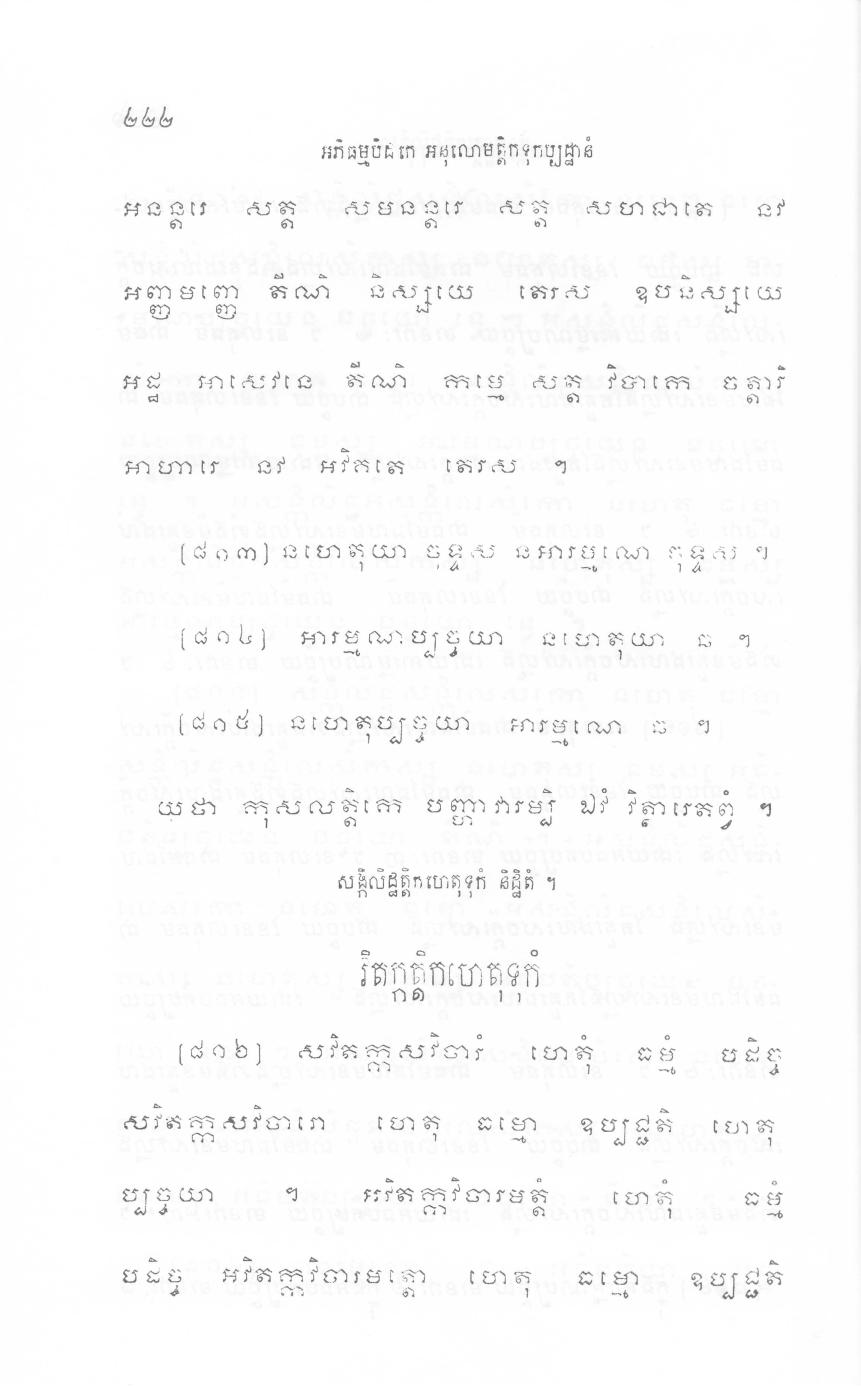 ២២២
អភិធម្មបិដកេ អនុលោមត្តិកទុកប្បដ្ឋានំ
អនន្តរេ សត្ត សមនន្តរេ សត្ត សហជាតេ នវ
អញ្ញមញ្ញេ តីណិ និស្សយេ តេរស ឧបនិស្សយេ
អដ្ឋ អាសេវនេ តីណិ កម្មេ សត្ត វិបាកេ ចត្តារិ
អាហារេ នវ អវិគតេ តេរស ។
[៨១៣] នហេតុយា ចុទ្ទស នអារម្មណេ ចុទ្ទស ។
[៨១៤] អារម្មណប្បច្ចយា នហេតុយា ឆ ។
[៨១៥] នហេតុប្បច្ចយា អារម្មណេ ឆ ។
យថា កុសលត្តិកេ បញ្ហាវារម្បិ ឯវំ វិត្ថារេតព្វំ ។
សង្កិលិដ្ឋត្តិកហេតុទុកំ និដ្ឋិតំ ។
វិតក្កត្តិកហេតុទុកំ
[៨១៦] សវិតក្កសវិចារំ ហេតុំ ធម្មំ បដិច្ច
សវិតក្កសវិចារោ ហេតុ ធម្មោ ឧប្បជ្ជតិ ហេតុ
ប្បច្ចយា ។ អវិតក្កវិចារមត្តំ ហេតុំ ធម្មំ
បដិច្ច អវិតក្កវិចារមត្តោ ហេតុ ធម្មោ ឧប្បជ្ជតិ